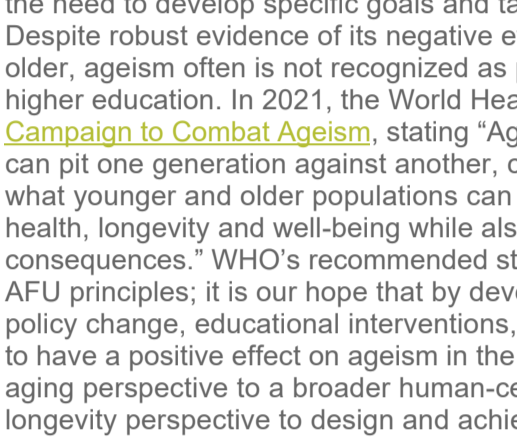 the need to develop specific goals and ta
Despite robust evidence of its negative e
older, ageism often is not recognized as
higher education. In 2021, the World Hea
Campaign to Combat Ageism, stating “Ag
can pit one generation against another, c
what younger and older populations can
health, longevity and well-being while als
consequences.” WHO’s recommended st
AFU principles; it is our hope that by deve
policy change, educational interventions,
to have a positive effect on ageism in the
aging perspective to a broader human-ce
longevity perspective to design and achie